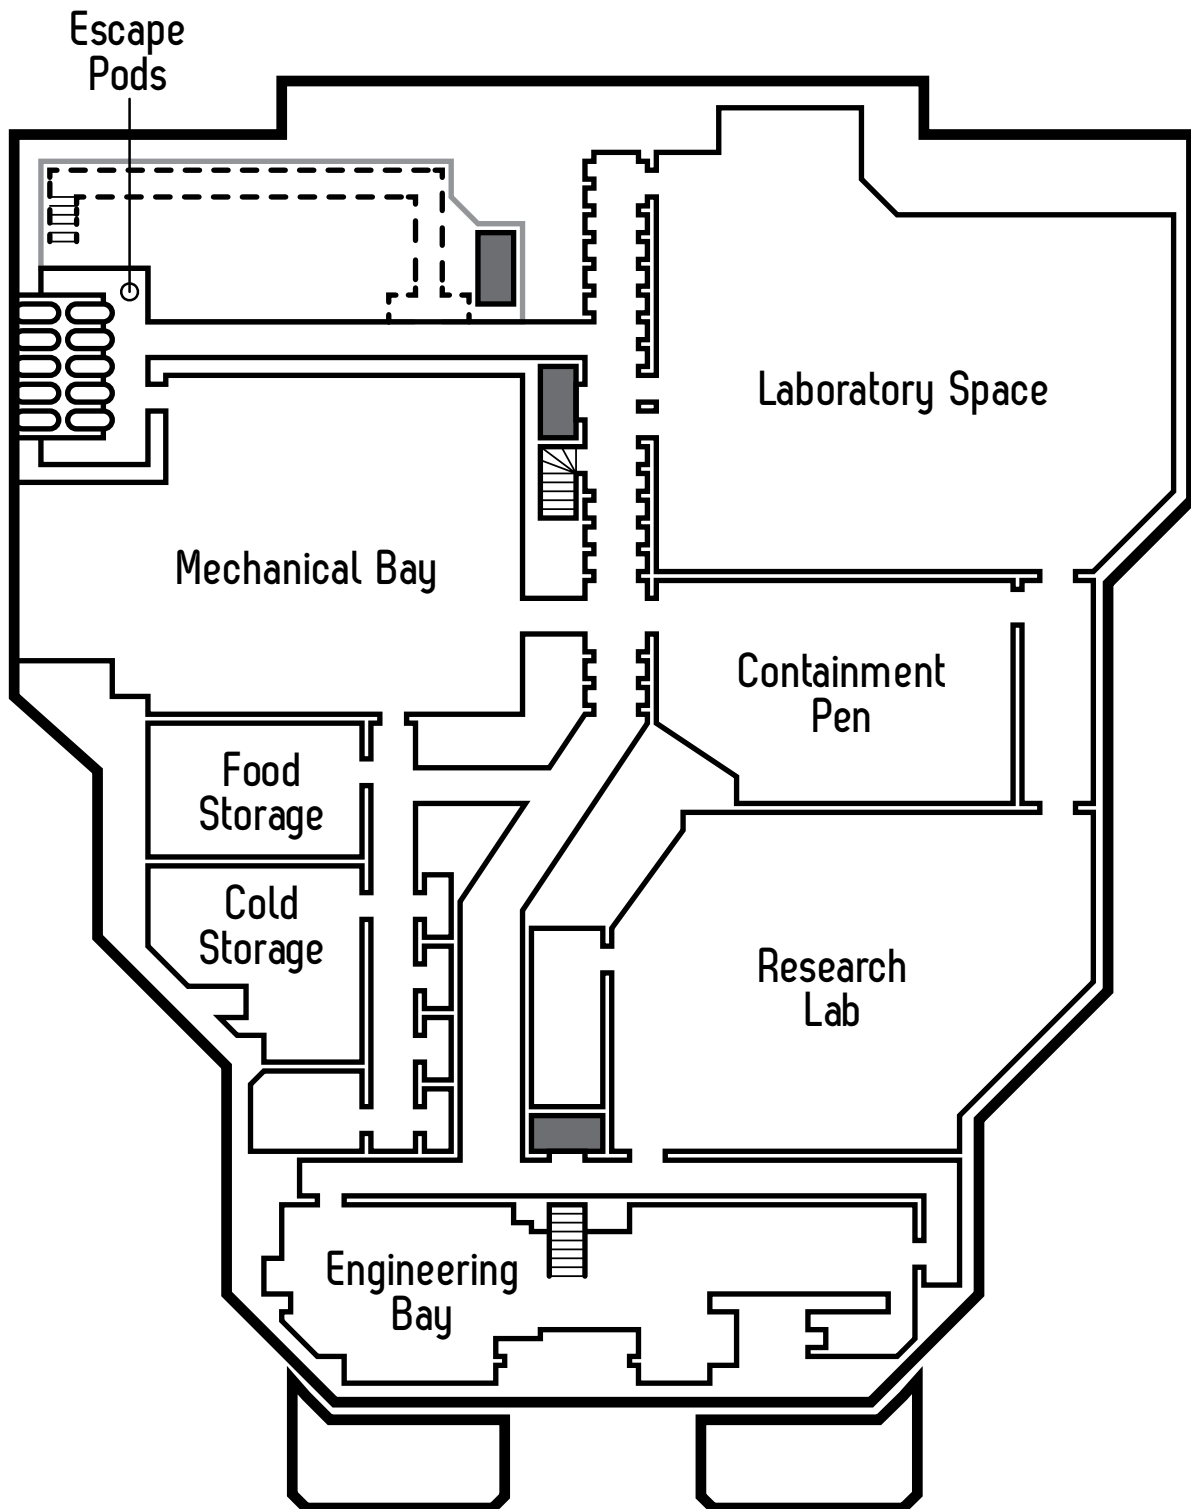 Escape
Pods
Laboratory Space
Mechanical Bay
Containment
Pen
Food
Storage
Cold
Storage
Research
Lab
Engineering
Bay